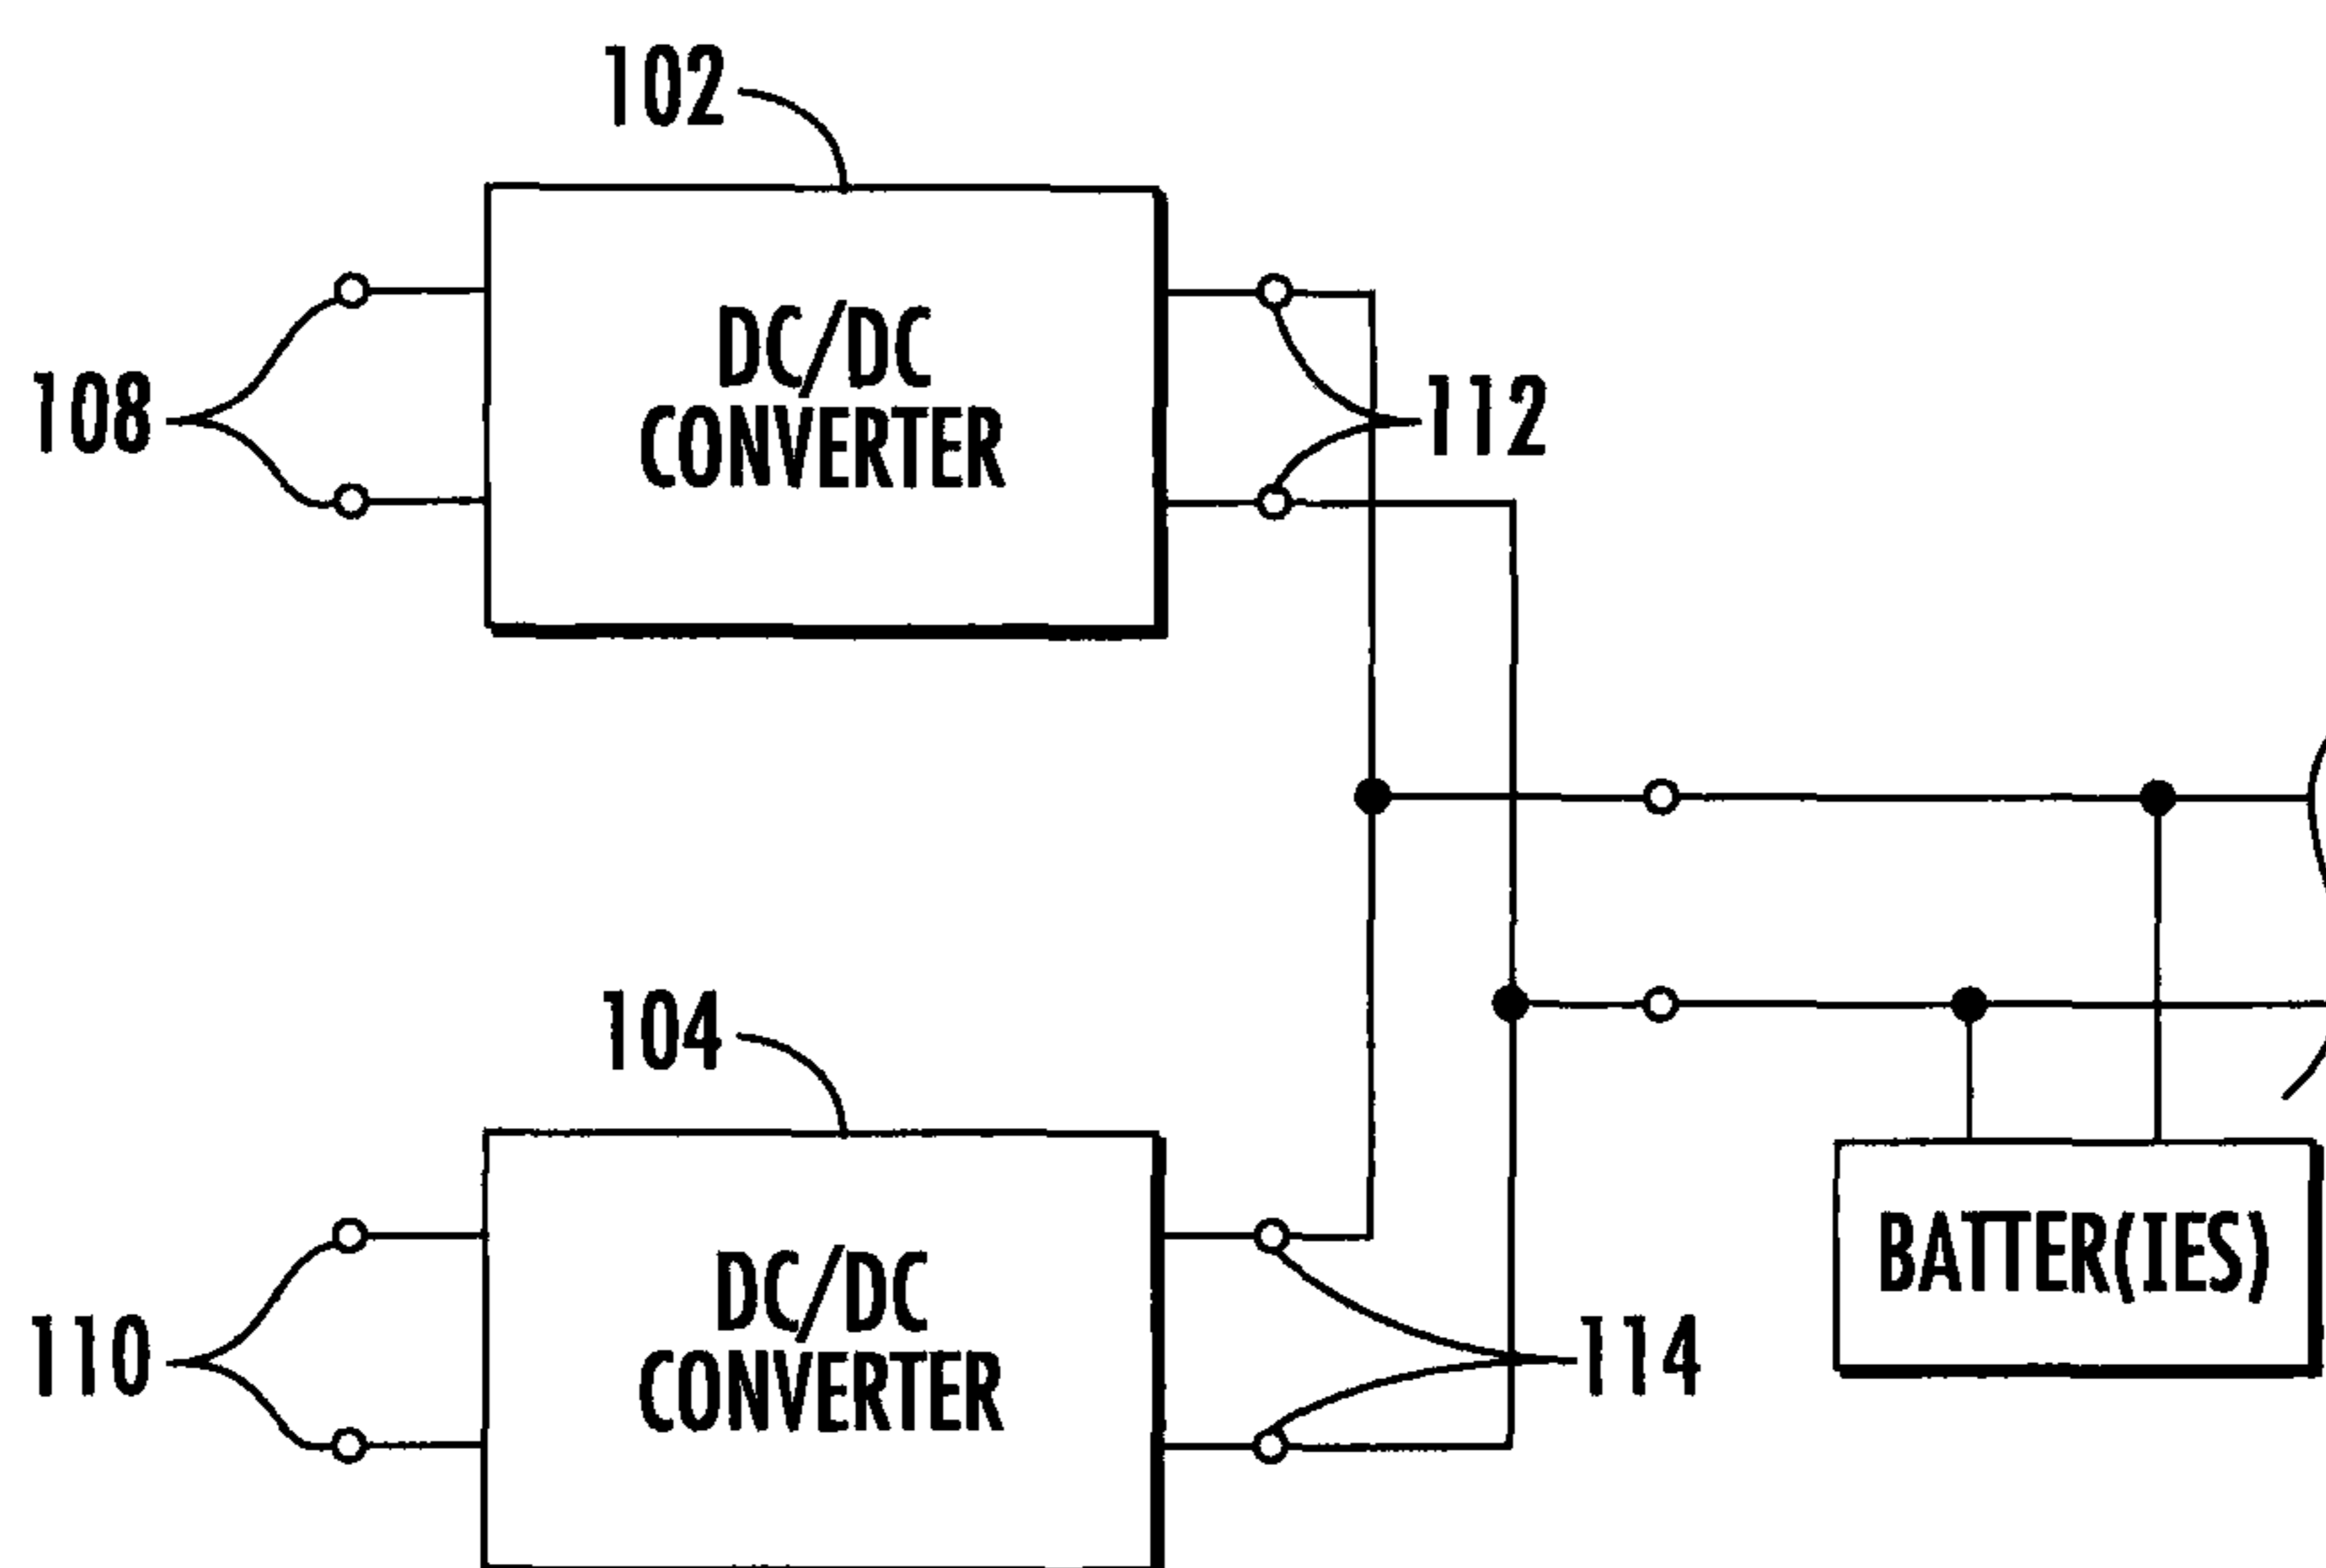 102
DC/DC
CONVERTER
108
112
104
DC/DC
CONVERTER
110
114
BATTER(IES)